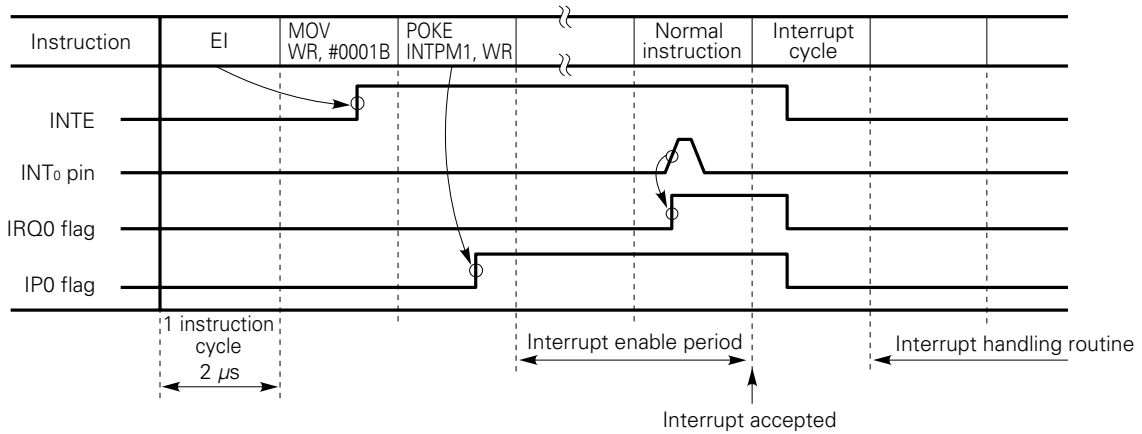 Instruction
EI
MOV
WR, #0001B
POKE
INTPM1, WR
Normal
instruction
Interrupt
cycle
INTE
INT0 pin
IRQ0 flag
IP0 flag
1 instruction
cycle
2 µs
Interrupt enable period
Interrupt handling routine
Interrupt accepted